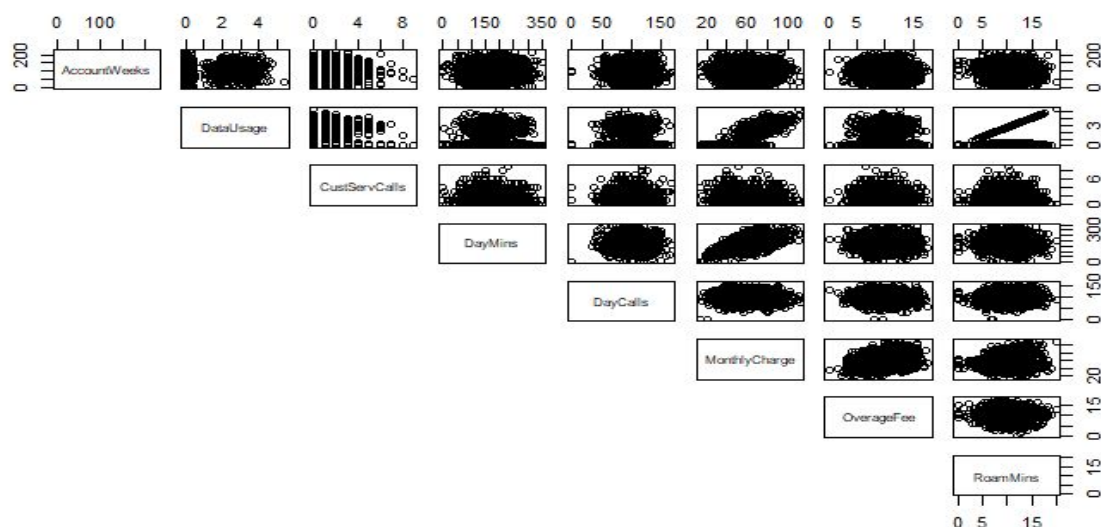 0 100 0 2 4 0 4 8 0 150 350 0 50 150 20 60 100 0 5 15 0 5 15
AccountWeeks 0 200
0 200
DataUsage 0 3
CustServCalls 0 6
DayMins 0 300
DayCalls 0 150
MonthlyCharge 20
OverageFee 0 15
RoamMins 0 15
0 5 15